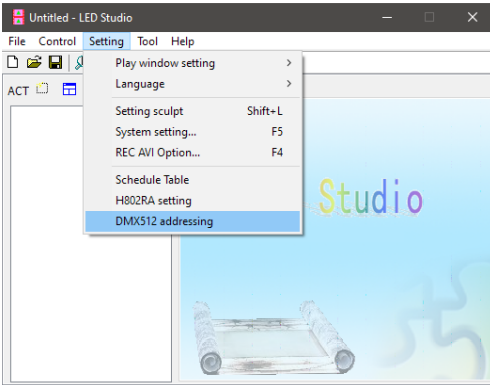 Untitled - LED Studio
File Control Setting Tool Help
ACT
Play window setting
Language
Setting sculpt Shift+L
System setting... F5
REC AVI Option... F4
Schedule Table
H802RA setting
DMX512 addressing
Studio